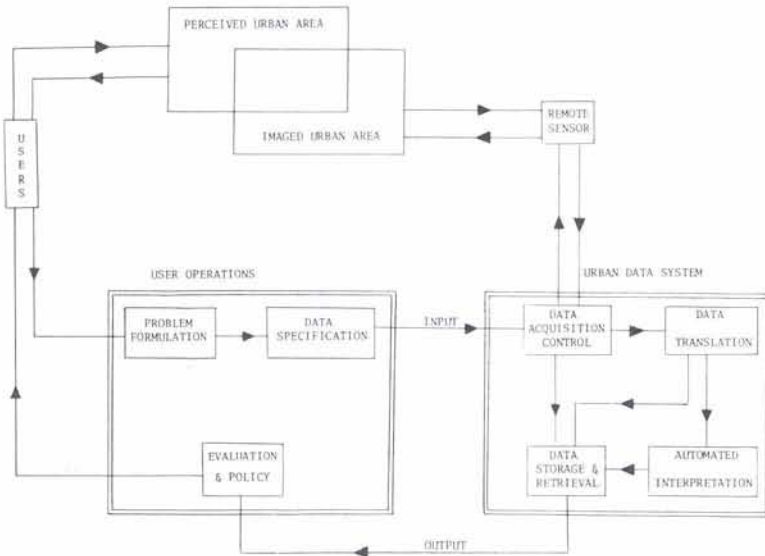 PERCEIVED URBAN AREA
IMAGED URBAN AREA
REMOTE
SENSOR
USERS
USER OPERATIONS
URBAN DATA SYSTEM
PROBLEM
FORMULATION
DATA
SPECIFICATION
INPUT
DATA
ACQUISITION
CONTROL
DATA
TRANSLATION
EVALUATION
& POLICY
DATA
STORAGE &
RETRIEVAL
AUTOMATED
INTERPRETATION
OUTPUT